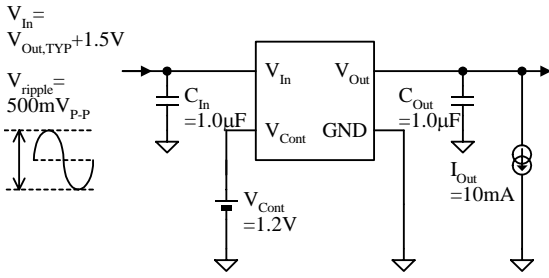 V_In=
V_Out,TYP+1.5V
V_ripple=
500mV_P-P
V_In
V_Out
C_In
=1.0μF
C_Out
=1.0μF
V_Cont
GND
V_Cont
=1.2V
I_Out
=10mA